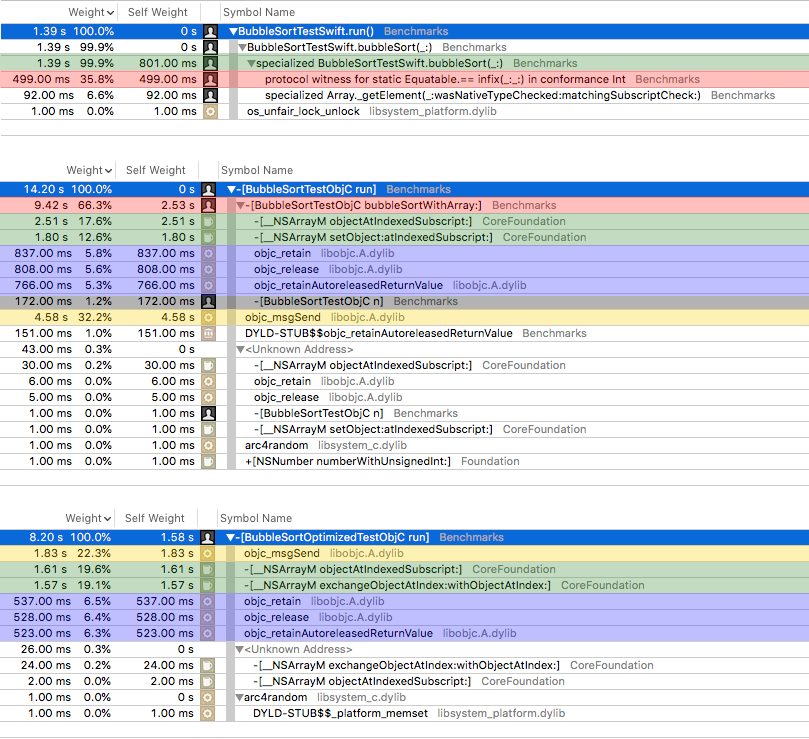 Weight Self Weight Symbol Name
1.39 s 100.0% 0 s BubbleSortTestSwift.run() Benchmarks
1.39 s 99.9% 0 s BubbleSortTestSwift.bubbleSort(_:) Benchmarks
1.39 s 99.9% 801.00 ms specialized BubbleSortTestSwift.bubbleSort(_:) Benchmarks
499.00 ms 35.8% 499.00 ms protocol witness for static Equatable.== infix(_:_:) in conformance Int Benchmarks
92.00 ms 6.6% 92.00 ms specialized Array._getElement(_:wasNativeTypeChecked:matchingSubscriptCheck:) Benchmarks
1.00 ms 0.0% 1.00 ms os_unfair_lock_unlock libsystem_platform.dylib
Weight Self Weight Symbol Name
14.20 s 100.0% 0 s -[BubbleSortTestObjC run] Benchmarks
9.42 s 66.3% 2.53 s -[BubbleSortTestObjC bubbleSortWithArray:] Benchmarks
2.51 s 17.6% 2.51 s -[__NSArrayM objectAtIndexedSubscript:] CoreFoundation
1.80 s 12.6% 1.80 s -[__NSArrayM setObject:atIndexedSubscript:] CoreFoundation
837.00 ms 5.8% 837.00 ms objc_retain libobjc.A.dylib
808.00 ms 5.6% 808.00 ms objc_release libobjc.A.dylib
766.00 ms 5.3% 766.00 ms objc_retainAutoreleasedReturnValue libobjc.A.dylib
172.00 ms 1.2% 172.00 ms -[BubbleSortTestObjC n] Benchmarks
4.58 s 32.2% 4.58 s objc_msgSend libobjc.A.dylib
151.00 ms 1.0% 151.00 ms DYLD-STUB$$objc_retainAutoreleasedReturnValue Benchmarks
43.00 ms 0.3% 0 s <Unknown Address>
30.00 ms 0.2% 30.00 ms -[__NSArrayM objectAtIndexedSubscript:] CoreFoundation
6.00 ms 0.0% 6.00 ms objc_retain libobjc.A.dylib
5.00 ms 0.0% 5.00 ms objc_release libobjc.A.dylib
1.00 ms 0.0% 1.00 ms -[BubbleSortTestObjC n] Benchmarks
1.00 ms 0.0% 1.00 ms -[__NSArrayM setObject:atIndexedSubscript:] CoreFoundation
1.00 ms 0.0% 1.00 ms arc4random libsystem_c.dylib
1.00 ms 0.0% 1.00 ms +[NSNumber numberWithUnsignedInt:] Foundation
Weight Self Weight Symbol Name
8.20 s 100.0% 1.58 s -[BubbleSortOptimizedTestObjC run] Benchmarks
1.83 s 22.3% 1.83 s objc_msgSend libobjc.A.dylib
1.61 s 19.6% 1.61 s -[__NSArrayM objectAtIndexedSubscript:] CoreFoundation
1.57 s 19.1% 1.57 s -[__NSArrayM exchangeObjectAtIndex:withObjectAtIndex:] CoreFoundation
537.00 ms 6.5% 537.00 ms objc_retain libobjc.A.dylib
528.00 ms 6.4% 528.00 ms objc_release libobjc.A.dylib
523.00 ms 6.3% 523.00 ms objc_retainAutoreleasedReturnValue libobjc.A.dylib
26.00 ms 0.3% 0 s <Unknown Address>
24.00 ms 0.2% 24.00 ms -[__NSArrayM exchangeObjectAtIndex:withObjectAtIndex:] CoreFoundation
2.00 ms 0.0% 2.00 ms -[__NSArrayM objectAtIndexedSubscript:] CoreFoundation
1.00 ms 0.0% 0 s arc4random libsystem_c.dylib
1.00 ms 0.0% 1.00 ms DYLD-STUB$$_platform_memset libsystem_platform.dylib